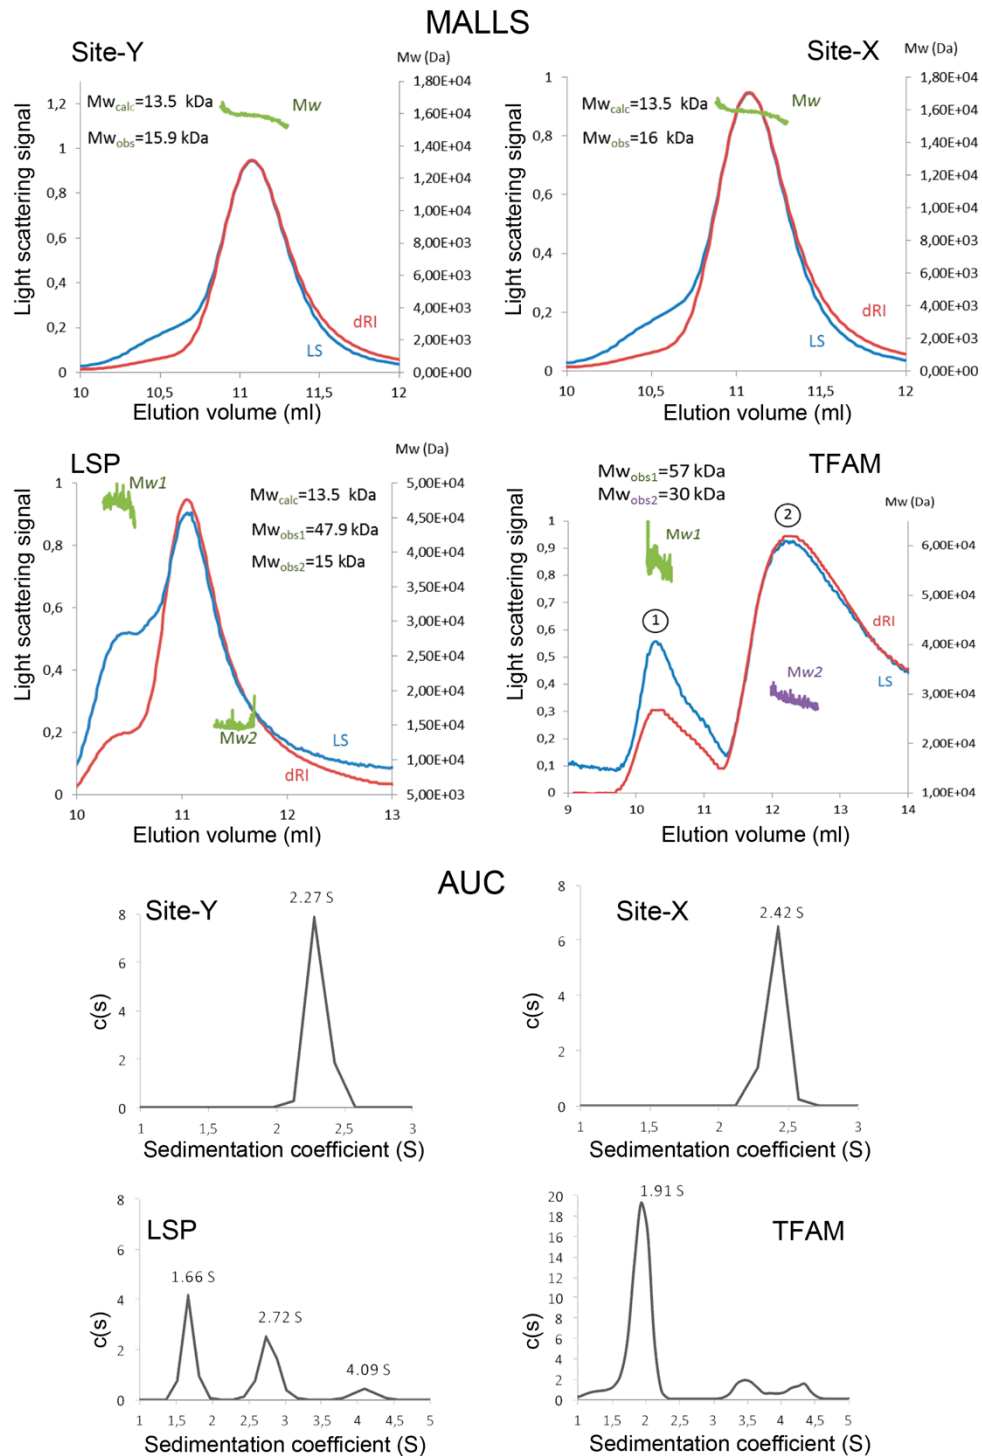 MALLS
Site-Y
Mw (Da)
Site-X
Mw (Da)
Light scattering signal
1,2
1
0,8
0,6
0,4
0,2
0
Mwcalc=13.5 kDa
Mwobs=15.9 kDa
Mw
dRI
LS
1,80E+04
1,60E+04
1,40E+04
1,20E+04
1,00E+04
8,00E+03
6,00E+03
4,00E+03
2,00E+03
0,00E+00
10
10,5
11
11,5
12
Elution volume (ml)
Light scattering signal
1
0,8
0,6
0,4
0,2
0
Mwcalc=13.5 kDa
Mwobs=16 kDa
Mw
dRI
LS
1,80E+04
1,60E+04
1,40E+04
1,20E+04
1,00E+04
8,00E+03
6,00E+03
4,00E+03
2,00E+03
0,00E+00
10
10,5
11
11,5
12
Elution volume (ml)
LSP
Mw (Da)
Light scattering signal
1
0,8
0,6
0,4
0,2
0
Mw1
Mwcalc=13.5 kDa
Mwobs1=47.9 kDa
Mwobs2=15 kDa
Mw2
LS
dRI
5,00E+04
4,50E+04
4,00E+04
3,50E+04
3,00E+04
2,50E+04
2,00E+04
1,50E+04
1,00E+04
5,00E+03
10
11
12
13
Elution volume (ml)
Mwobs1=57 kDa
Mwobs2=30 kDa
TFAM
Mw (Da)
Light scattering signal
1
0,9
0,8
0,7
0,6
0,5
0,4
0,3
0,2
0,1
0
Mw1
1
2
dRI
LS
Mw2
6,00E+04
5,00E+04
4,00E+04
3,00E+04
2,00E+04
1,00E+04
9
10
11
12
13
14
Elution volume (ml)
AUC
Site-Y
2.27 S
c(s)
8
6
4
2
0
1
1,5
2
2,5
3
Sedimentation coefficient (S)
Site-X
2.42 S
c(s)
8
6
4
2
0
1
1,5
2
2,5
3
Sedimentation coefficient (S)
LSP
1.66 S
2.72 S
4.09 S
c(s)
8
6
4
2
0
1
1,5
2
2,5
3
3,5
4
4,5
5
Sedimentation coefficient (S)
1.91 S
TFAM
c(s)
20
18
16
14
12
10
8
6
4
2
0
1
1,5
2
2,5
3
3,5
4
4,5
5
Sedimentation coefficient (S)